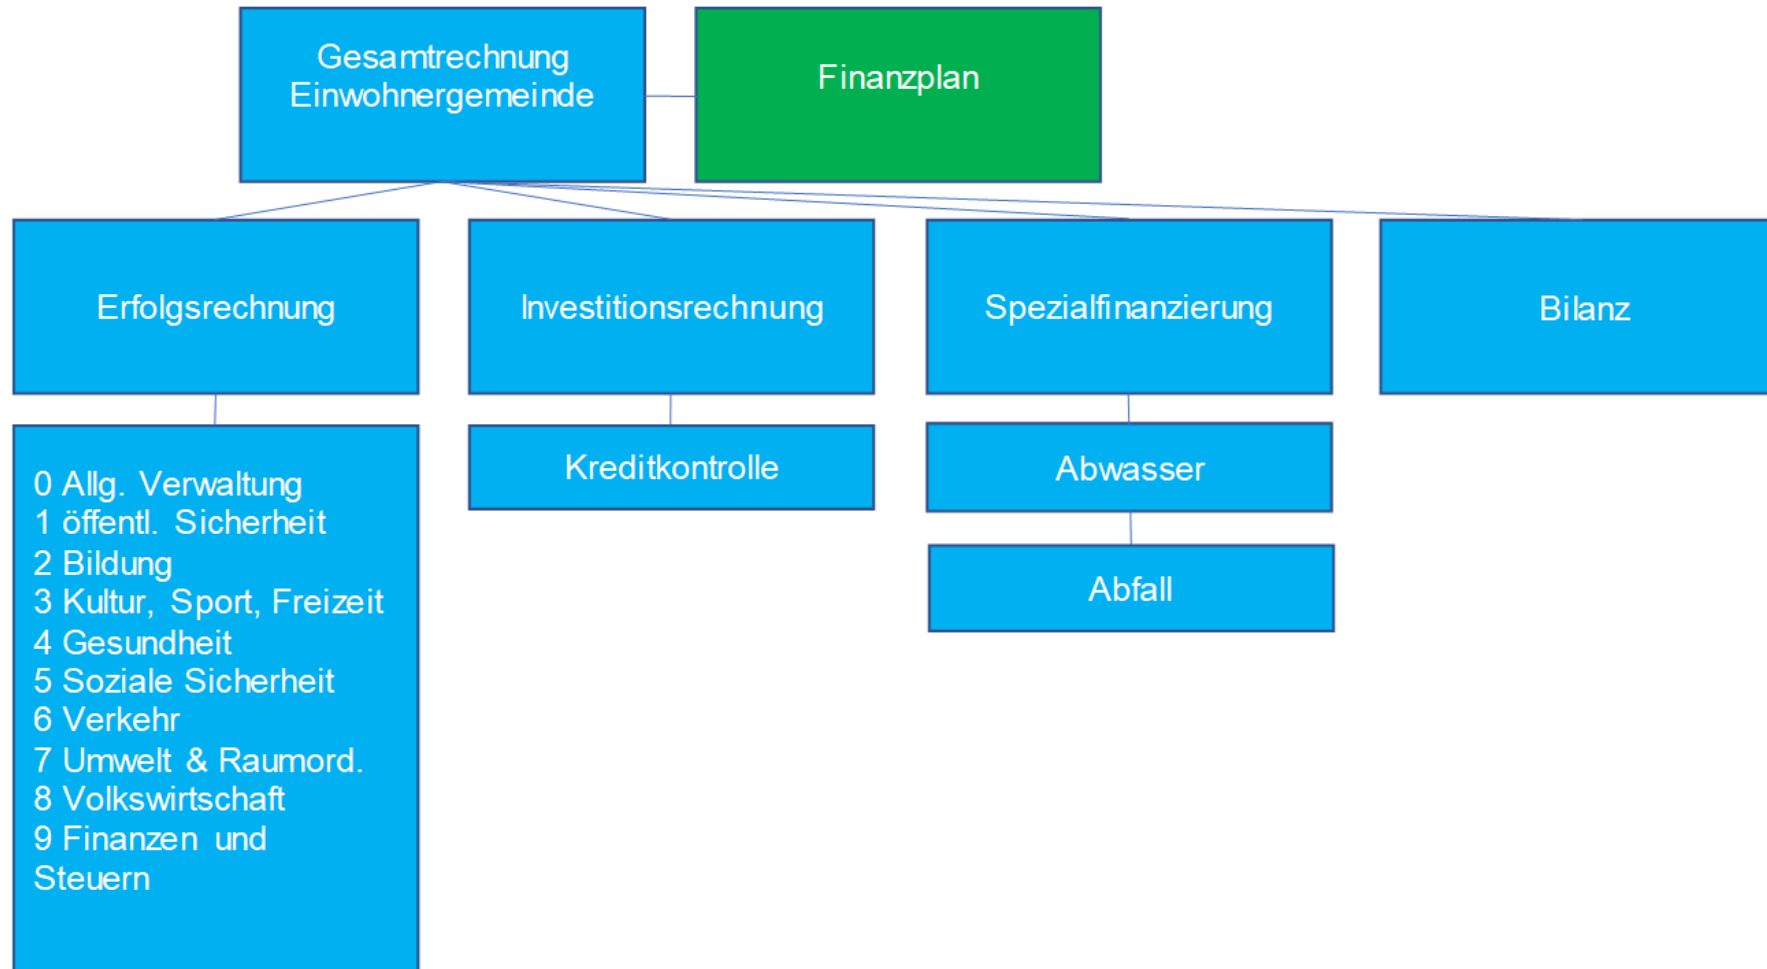 Gesamtrechnung
Einwohnergemeinde
Finanzplan
Erfolgsrechnung
Investitionsrechnung
Spezialfinanzierung
Bilanz
0 Allg. Verwaltung
1 öffentl. Sicherheit
2 Bildung
3 Kultur, Sport, Freizeit
4 Gesundheit
5 Soziale Sicherheit
6 Verkehr
7 Umwelt & Raumord.
8 Volkswirtschaft
9 Finanzen und
Steuern
Kreditkontrolle
Abwasser
Abfall